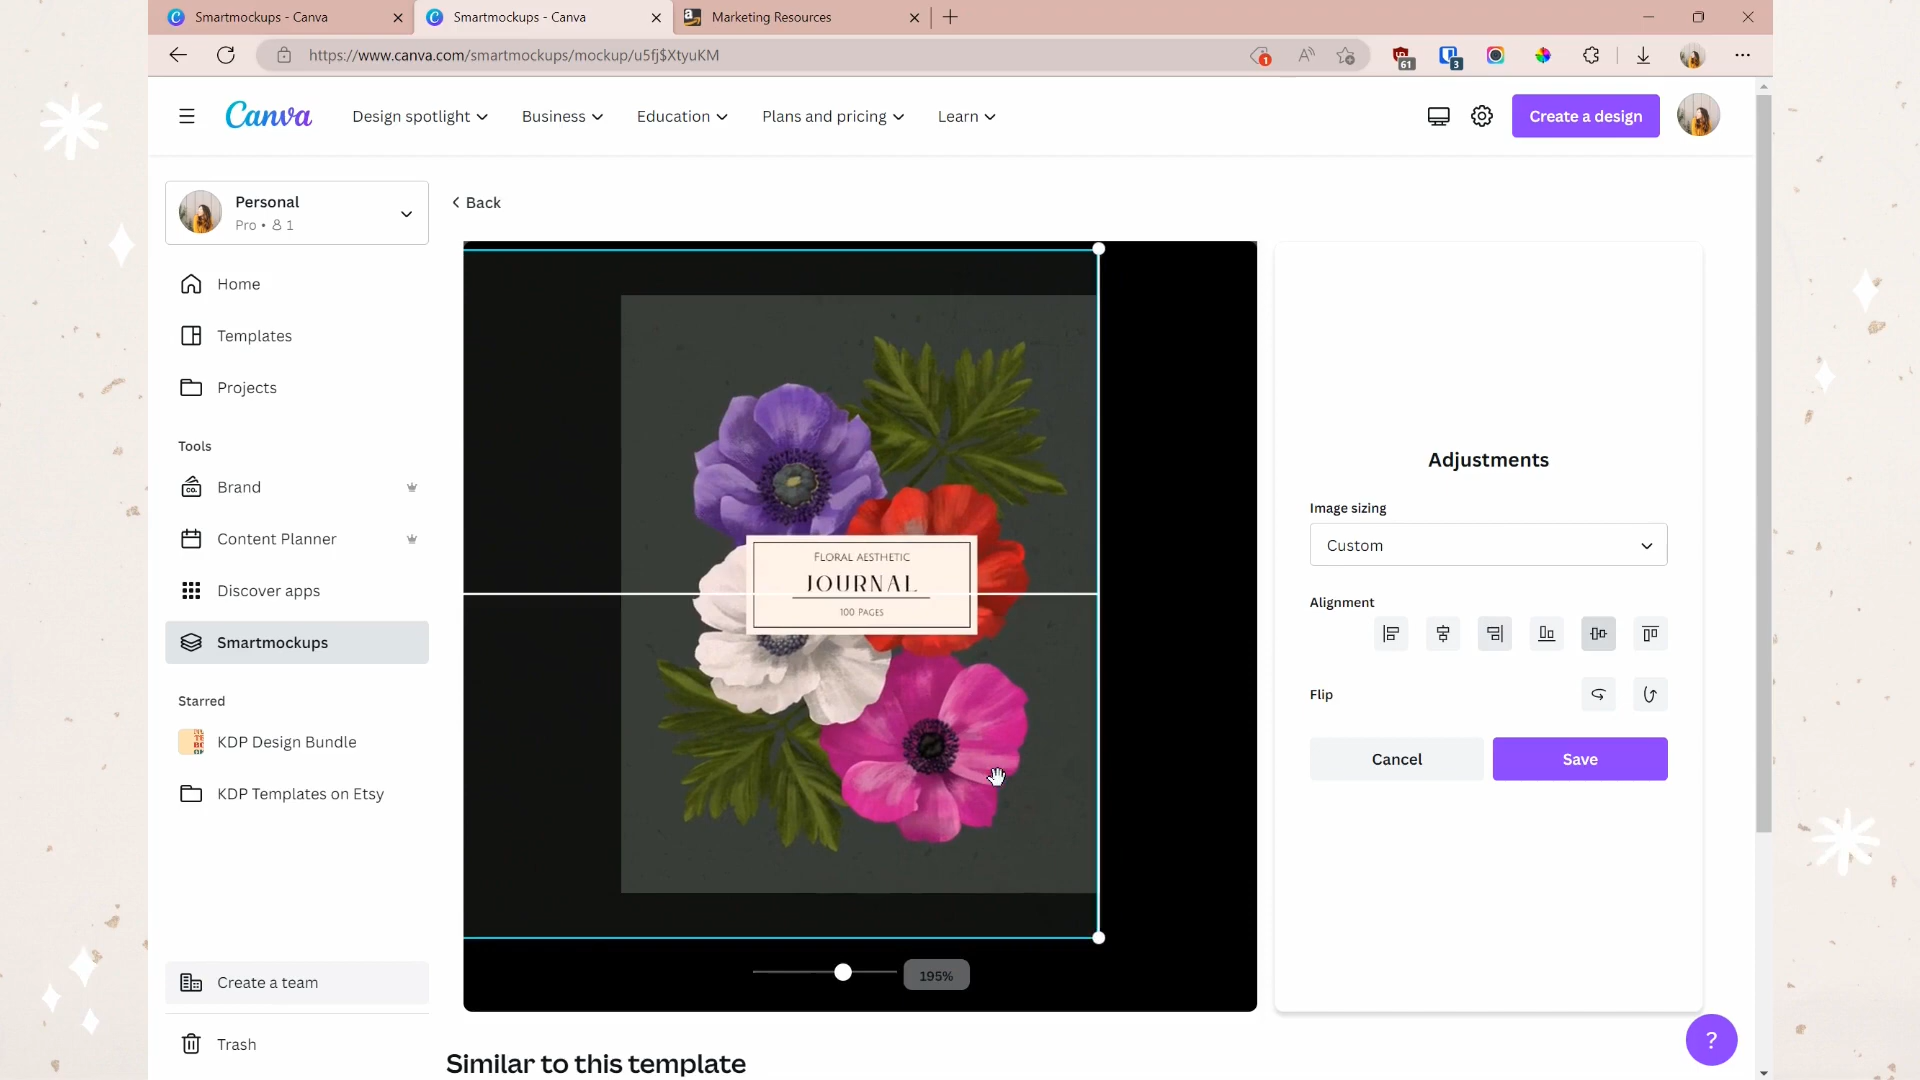 Smartmockups - Canva
Smartmockups - Canva
a
Marketing Resources
https://www.canva.com/smartmockups/mockup/u5fj$XtyuKM
1
61
3
Canva
Design spotlight
Business
Education
Plans and pricing
Learn
Create a design
Personal
Pro • 1
Back
Home
Templates
Projects
Tools
Brand
Content Planner
Discover apps
Smartmockups
Starred
KDP Design Bundle
KDP Templates on Etsy
Create a team
Trash
FLORAL AESTHETIC
JOURNAL
100 PAGES
195%
Adjustments
Image sizing
Custom
Alignment
Flip
Cancel
Save
?
Similar to this template